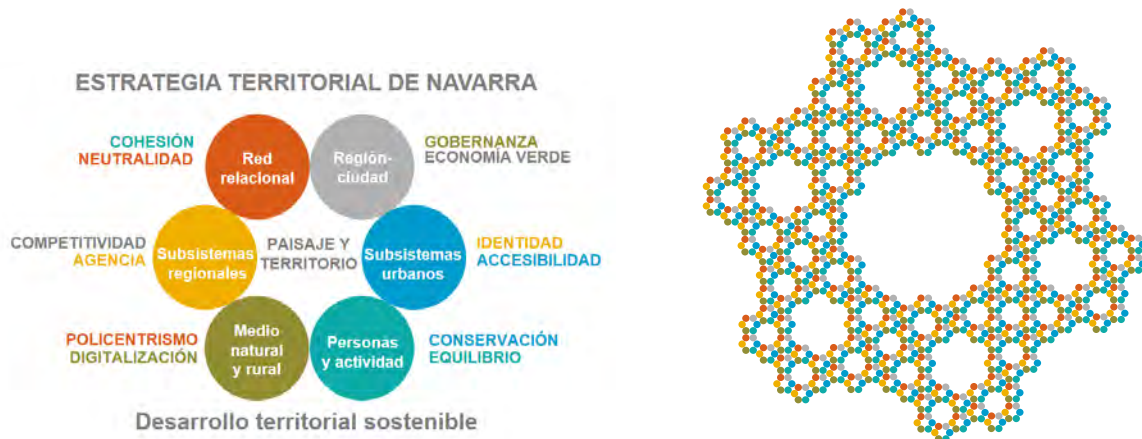 ESTRATEGIA TERRITORIAL DE NAVARRA
COHESIÓN
NEUTRALIDAD
Red
relacional
Región-
ciudad
GOBERNANZA
ECONOMÍA VERDE
COMPETITIVIDAD
AGENCIA
Subsistemas
regionales
PAISAJE Y
TERRITORIO
Subsistemas
urbanos
IDENTIDAD
ACCESIBILIDAD
POLICENTRISMO
DIGITALIZACIÓN
Medio
natural
y rural
Personas
y actividad
CONSERVACIÓN
EQUILIBRIO
Desarrollo territorial sostenible